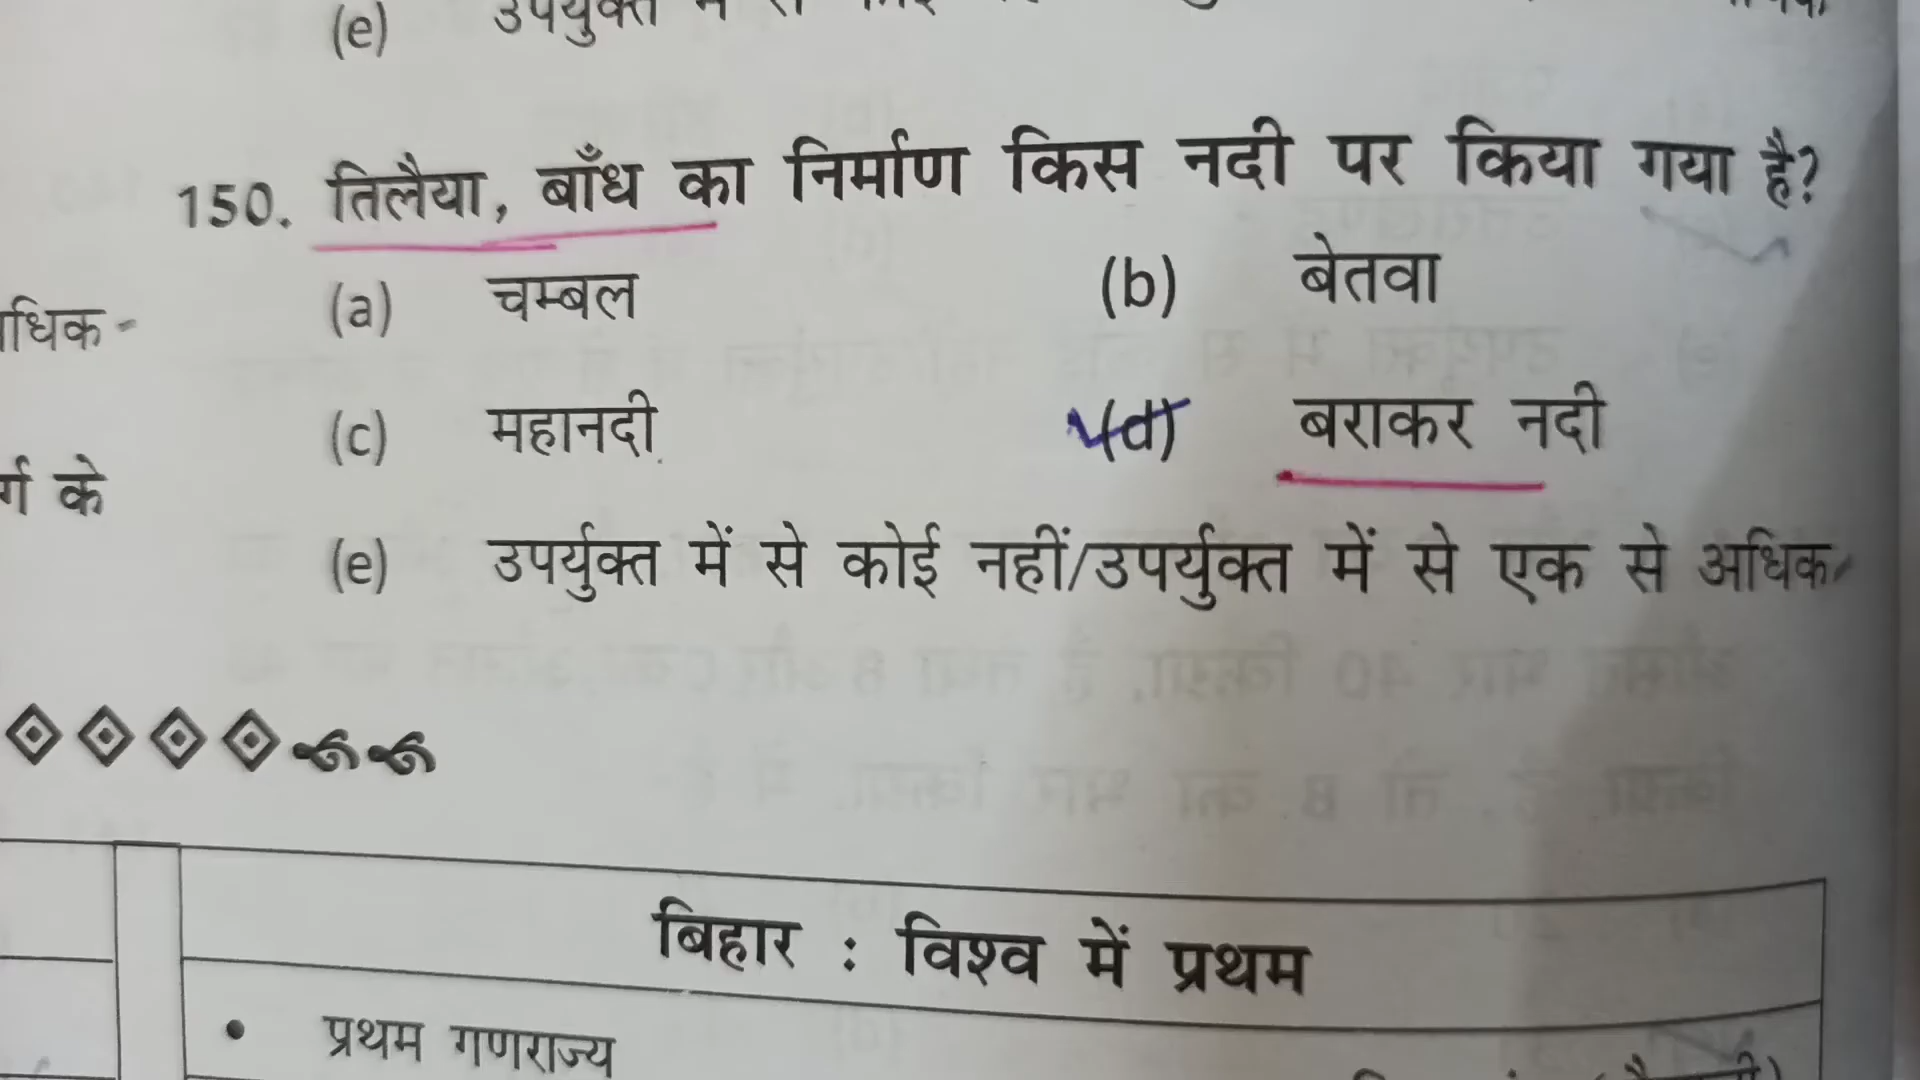 (e) उपर्युक्त में से
150. तिलैया, बाँध का निर्माण किस नदी पर किया गया है?
(a) चम्बल (b) बेतवा
धिक
(c) महानदी (d) बराकर नदी
र्ग के
(e) उपर्युक्त में से कोई नहीं/उपर्युक्त में से एक से अधिक
बिहार : विश्व में प्रथम
• प्रथम गणराज्य